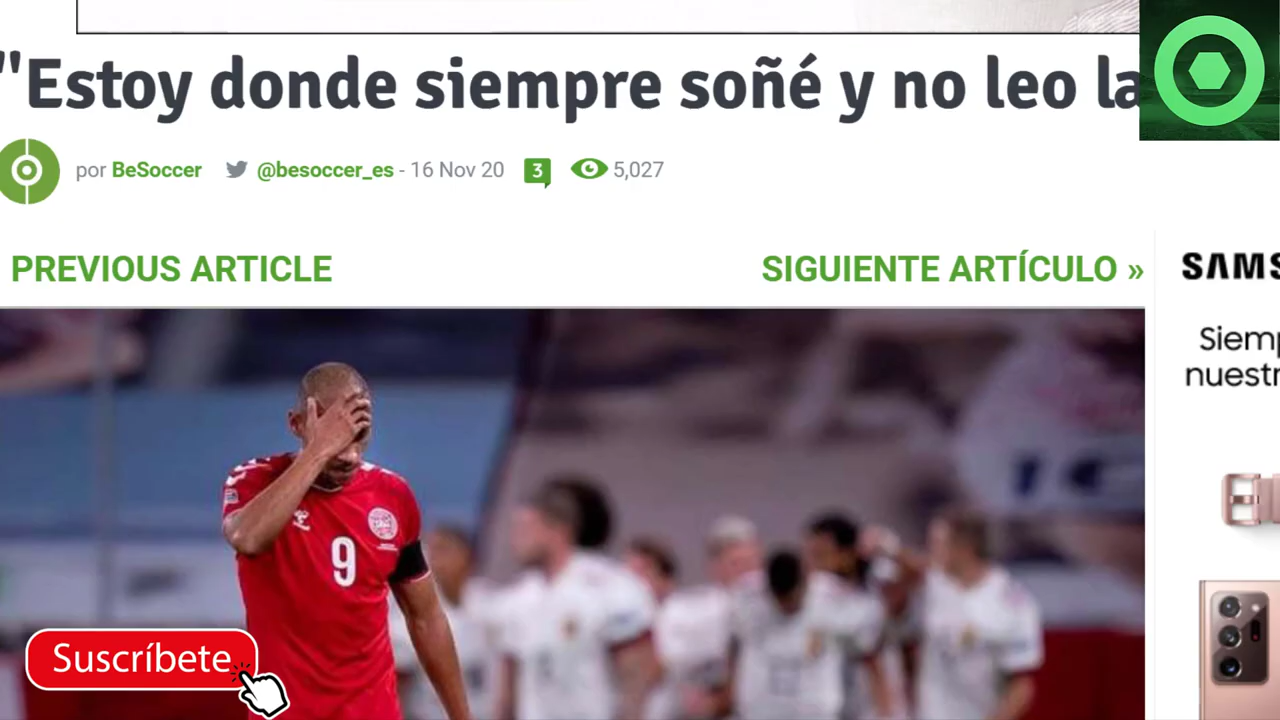 "Estoy donde siempre soñé y no leo la
por BeSoccer @besoccer_es - 16 Nov 20 3 5,027
PREVIOUS ARTICLE
SIGUIENTE ARTÍCULO »
SAMS
Siemp
nuestr
9
Suscríbete